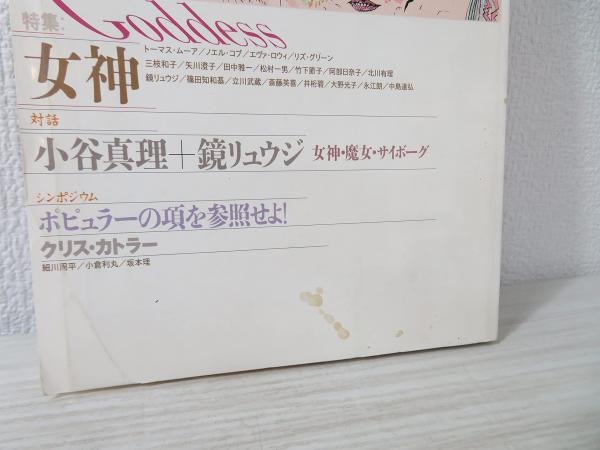 特集:
Goddess
女神
トーマス・ムーア/ノエル・コブ/エヴァ・ロウィ/リズ・グリーン
三枝和子/矢川澄子/田中雅一/松村一男/竹下節子/阿部日奈子/北川有理
鏡リュウジ/篠田知和基/立川武蔵/斎藤英喜/井桁碧/大野光子/永江朗/中島道弘
対話
小谷真理+鏡リュウジ 女神・魔女・サイボーグ
シンポジウム
ポピュラーの項を参照せよ!
クリス・カトラー
細川周平/小倉利丸/坂本理